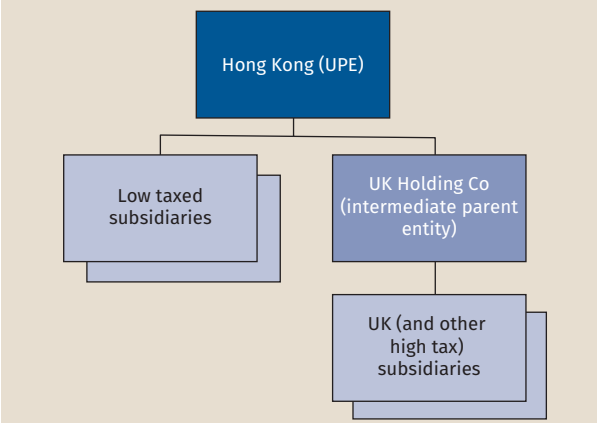 Hong Kong (UPE)
Low taxed
subsidiaries
UK Holding Co
(intermediate parent
entity)
UK (and other
high tax)
subsidiaries